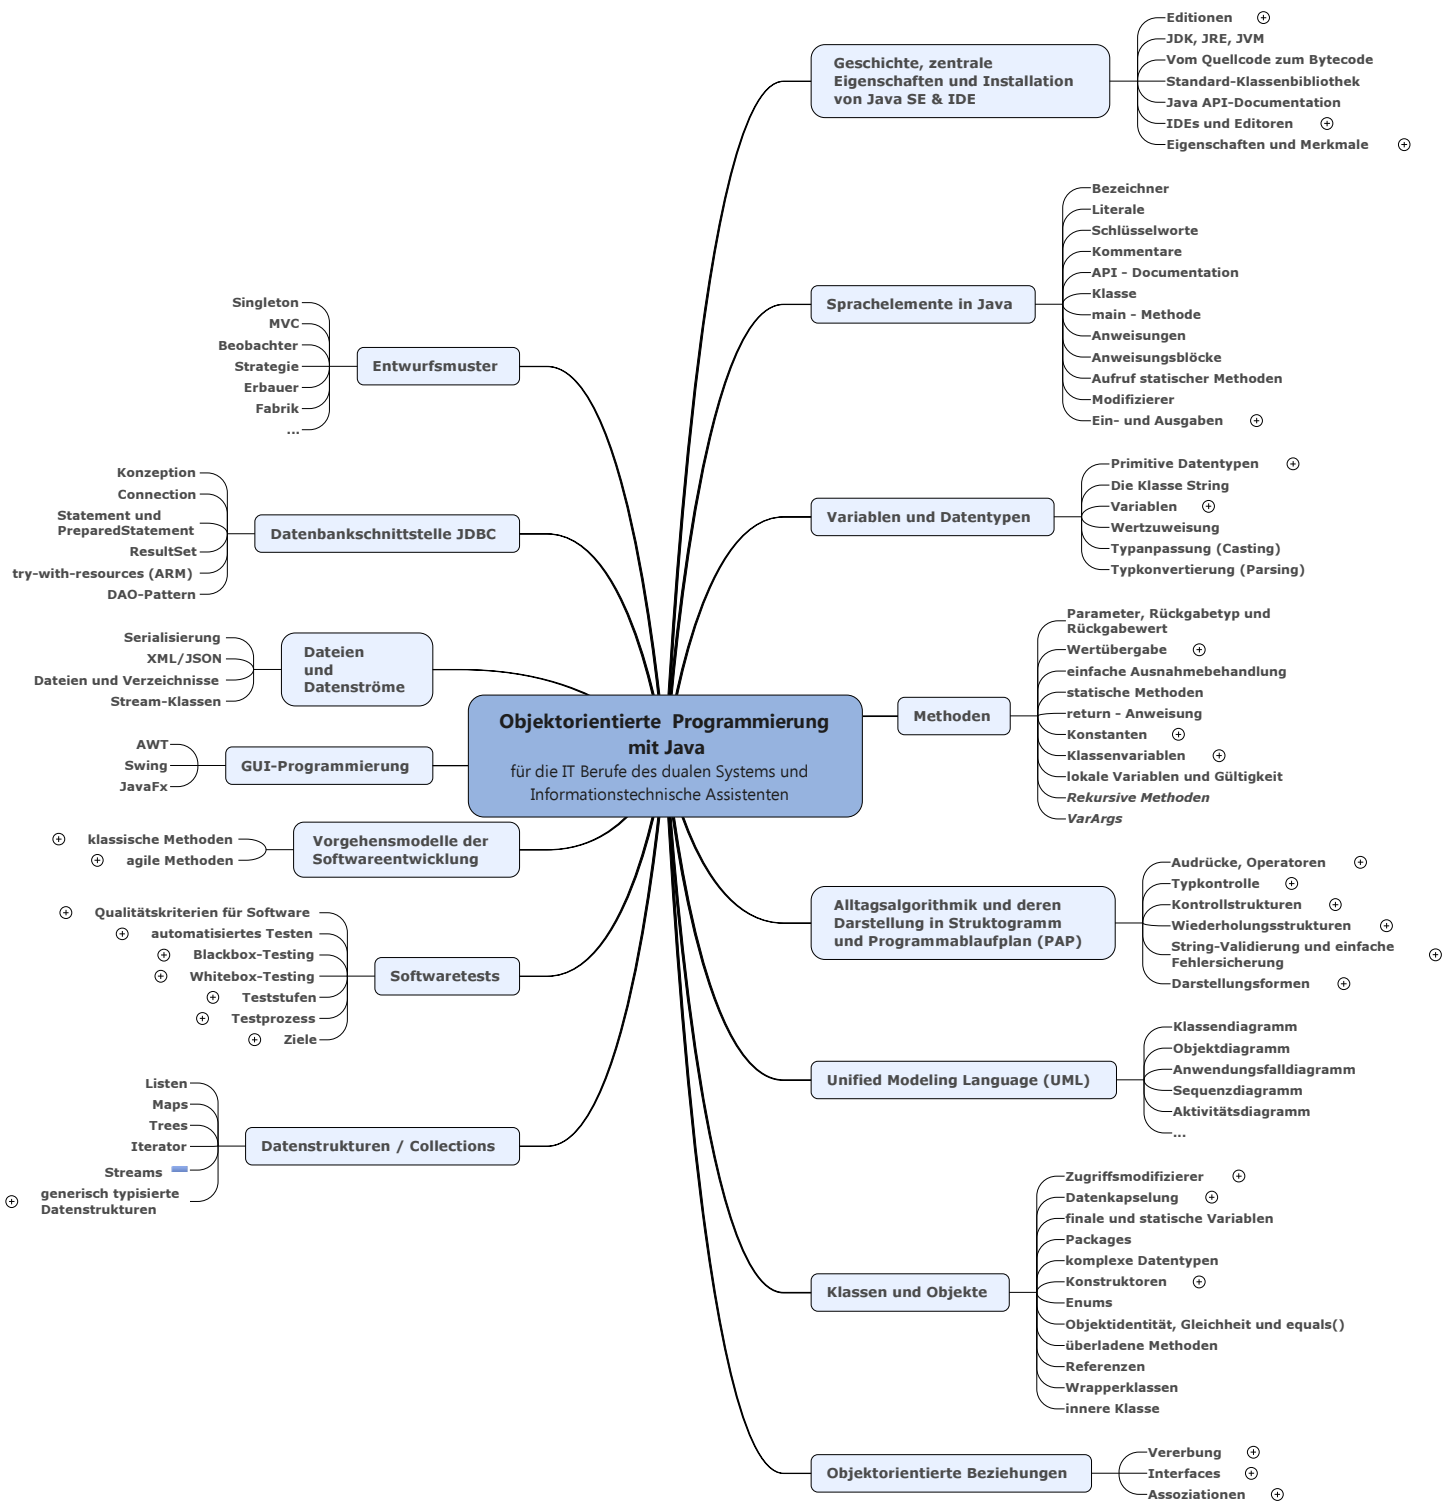 Objektorientierte  Programmierung
mit Java
für die IT Berufe des dualen Systems und
Informationstechnische Assistenten
Geschichte, zentrale
Eigenschaften und Installation
von Java SE & IDE
Editionen
JDK, JRE, JVM
Vom Quellcode zum Bytecode
Standard-Klassenbibliothek
Java API-Documentation
IDEs und Editoren
Eigenschaften und Merkmale
Sprachelemente in Java
Bezeichner
Literale
Schlüsselworte
Kommentare
API - Documentation
Klasse
main - Methode
Anweisungen
Anweisungsblöcke
Aufruf statischer Methoden
Modifizierer
Ein- und Ausgaben
Variablen und Datentypen
Primitive Datentypen
Die Klasse String
Variablen
Wertzuweisung
Typanpassung (Casting)
Typkonvertierung (Parsing)
Methoden
Parameter, Rückgabetyp und
Rückgabewert
Wertübergabe
einfache Ausnahmebehandlung
statische Methoden
return - Anweisung
Konstanten
Klassenvariablen
lokale Variablen und Gültigkeit
Rekursive Methoden
VarArgs
Alltagsalgorithmik und deren
Darstellung in Struktogramm
und Programmablaufplan (PAP)
Audrücke, Operatoren
Typkontrolle
Kontrollstrukturen
Wiederholungsstrukturen
String-Validierung und einfache
Fehlersicherung
Darstellungsformen
Unified Modeling Language (UML)
Klassendiagramm
Objektdiagramm
Anwendungsfalldiagramm
Sequenzdiagramm
Aktivitätsdiagramm
...
Klassen und Objekte
Zugriffsmodifizierer
Datenkapselung
finale und statische Variablen
Packages
komplexe Datentypen
Konstruktoren
Enums
Objektidentität, Gleichheit und equals()
überladene Methoden
Referenzen
Wrapperklassen
innere Klasse
Objektorientierte Beziehungen
Vererbung
Interfaces
Assoziationen
Entwurfsmuster
Singleton
MVC
Beobachter
Strategie
Erbauer
Fabrik
...
Datenbankschnittstelle JDBC
Konzeption
Connection
Statement und
PreparedStatement
ResultSet
try-with-resources (ARM)
DAO-Pattern
Dateien
und
Datenströme
Serialisierung
XML/JSON
Dateien und Verzeichnisse
Stream-Klassen
GUI-Programmierung
AWT
Swing
JavaFx
Vorgehensmodelle der
Softwareentwicklung
klassische Methoden
agile Methoden
Softwaretests
Qualitätskriterien für Software
automatisiertes Testen
Blackbox-Testing
Whitebox-Testing
Teststufen
Testprozess
Ziele
Datenstrukturen / Collections
Listen
Maps
Trees
Iterator
Streams
generisch typisierte
Datenstrukturen